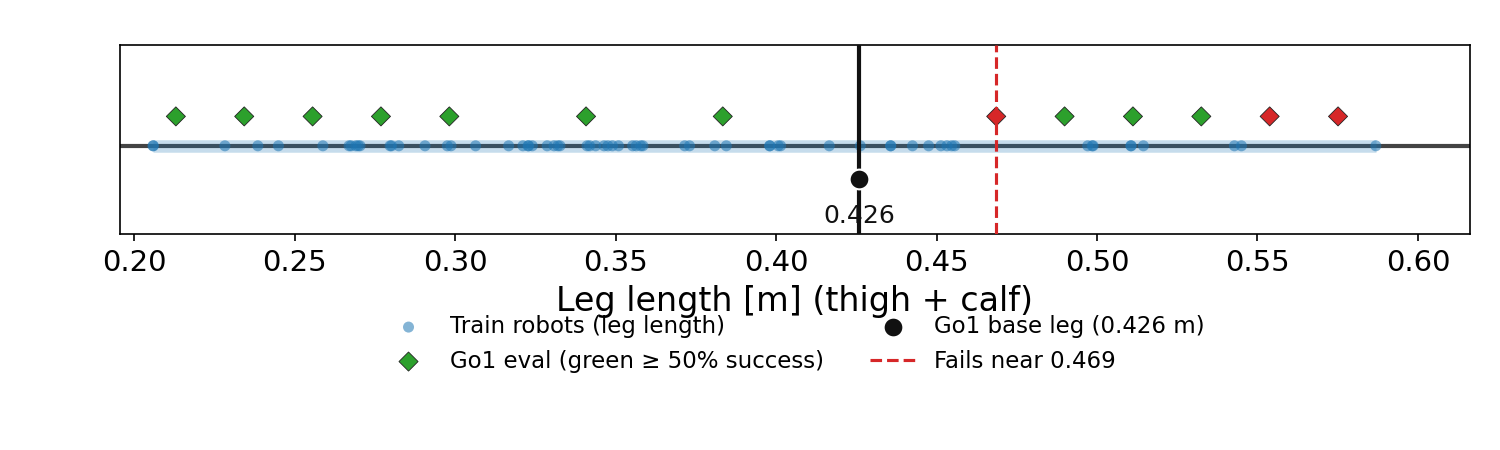 0.426
0.20 0.25 0.30 0.35 0.40 0.45 0.50 0.55 0.60
Leg length [m] (thigh + calf)
Train robots (leg length)
Go1 eval (green ≥ 50% success)
Go1 base leg (0.426 m)
Fails near 0.469